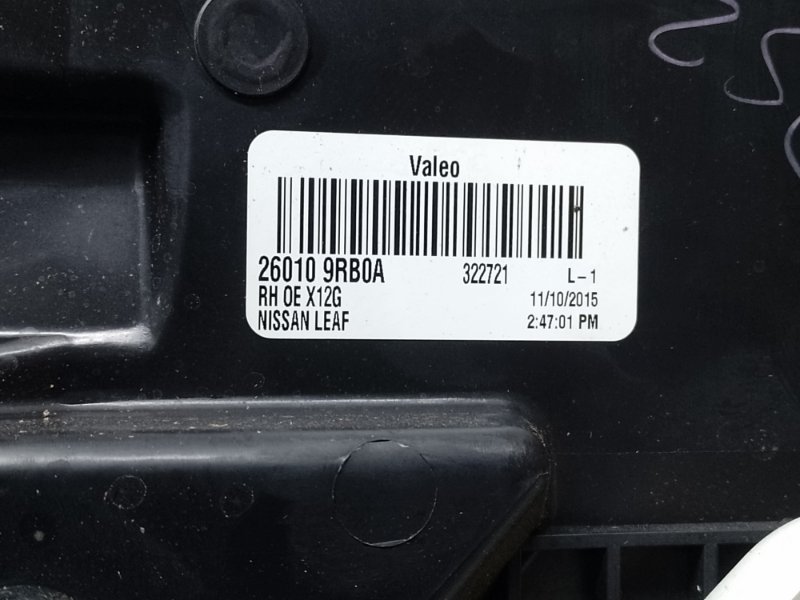 Valeo
26010 9RB0A 322721 L-1
RH OE X12G 11/10/2015
NISSAN LEAF 2:47:01 PM